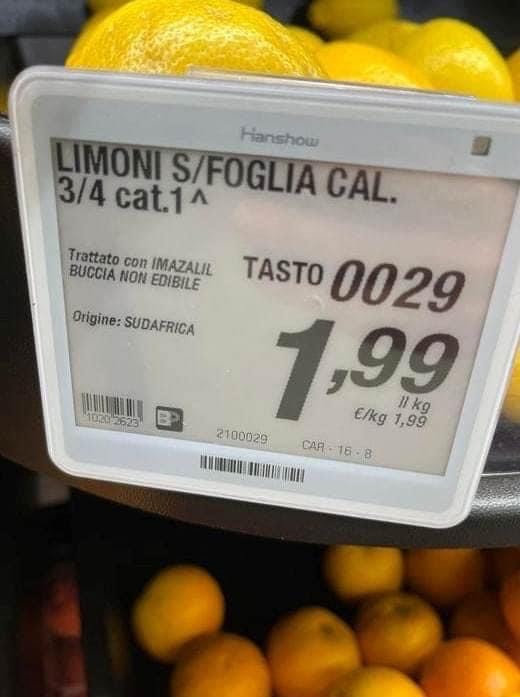 Hanshow
LIMONI S/FOGLIA CAL.
3/4 cat.1^
Trattato con IMAZALIL
BUCCIA NON EDIBILE
TASTO 0029
Origine: SUDAFRICA
1,99
Il kg
€/kg 1,99
1020 2623
2100029
CAR - 16 - 8